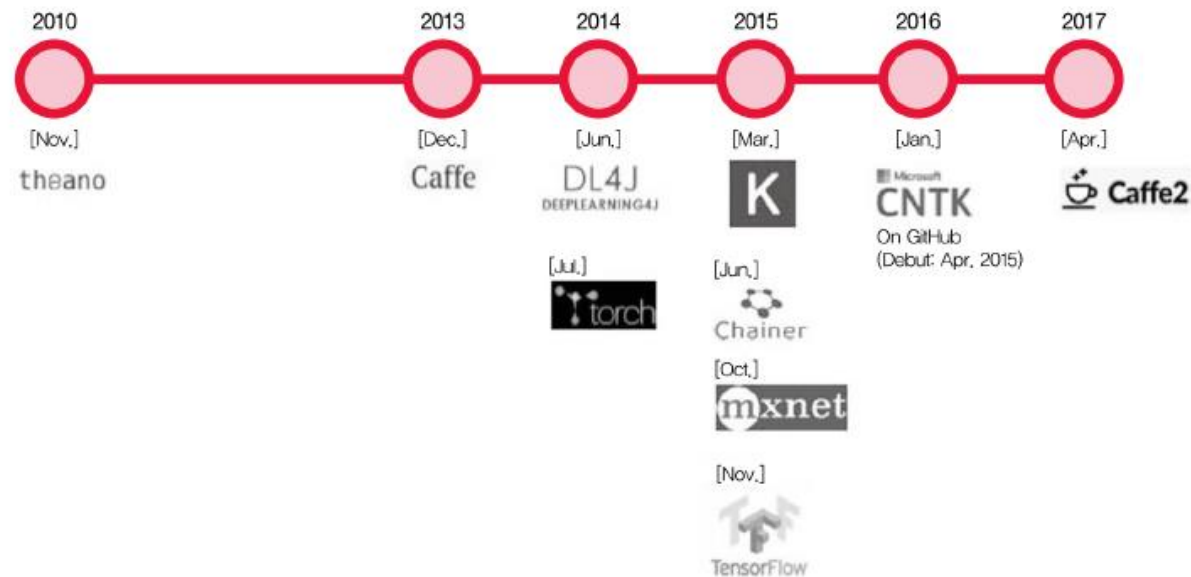 2010
2013
2014
2015
2016
2017
[Nov.]
[Dec.]
[Jun.]
[Mar.]
[Jan.]
[Apr.]
theano
Caffe
DL4J
DEEPLEARNING4J
K
Microsoft
CNTK
On GitHub
(Debut: Apr. 2015)
Caffe2
[Jul.]
torch
[Jun.]
Chainer
[Oct.]
mxnet
[Nov.]
TensorFlow